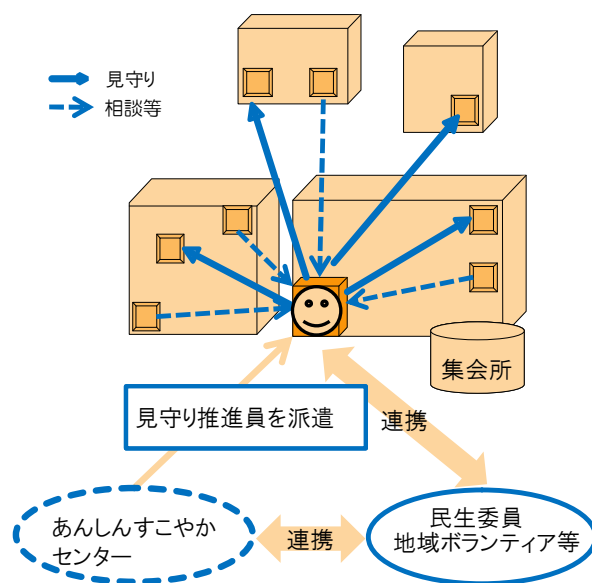 見守り
相談等
集会所
見守り推進員を派遣
連携
あんしんすこやか
センター
連携
民生委員
地域ボランティア等